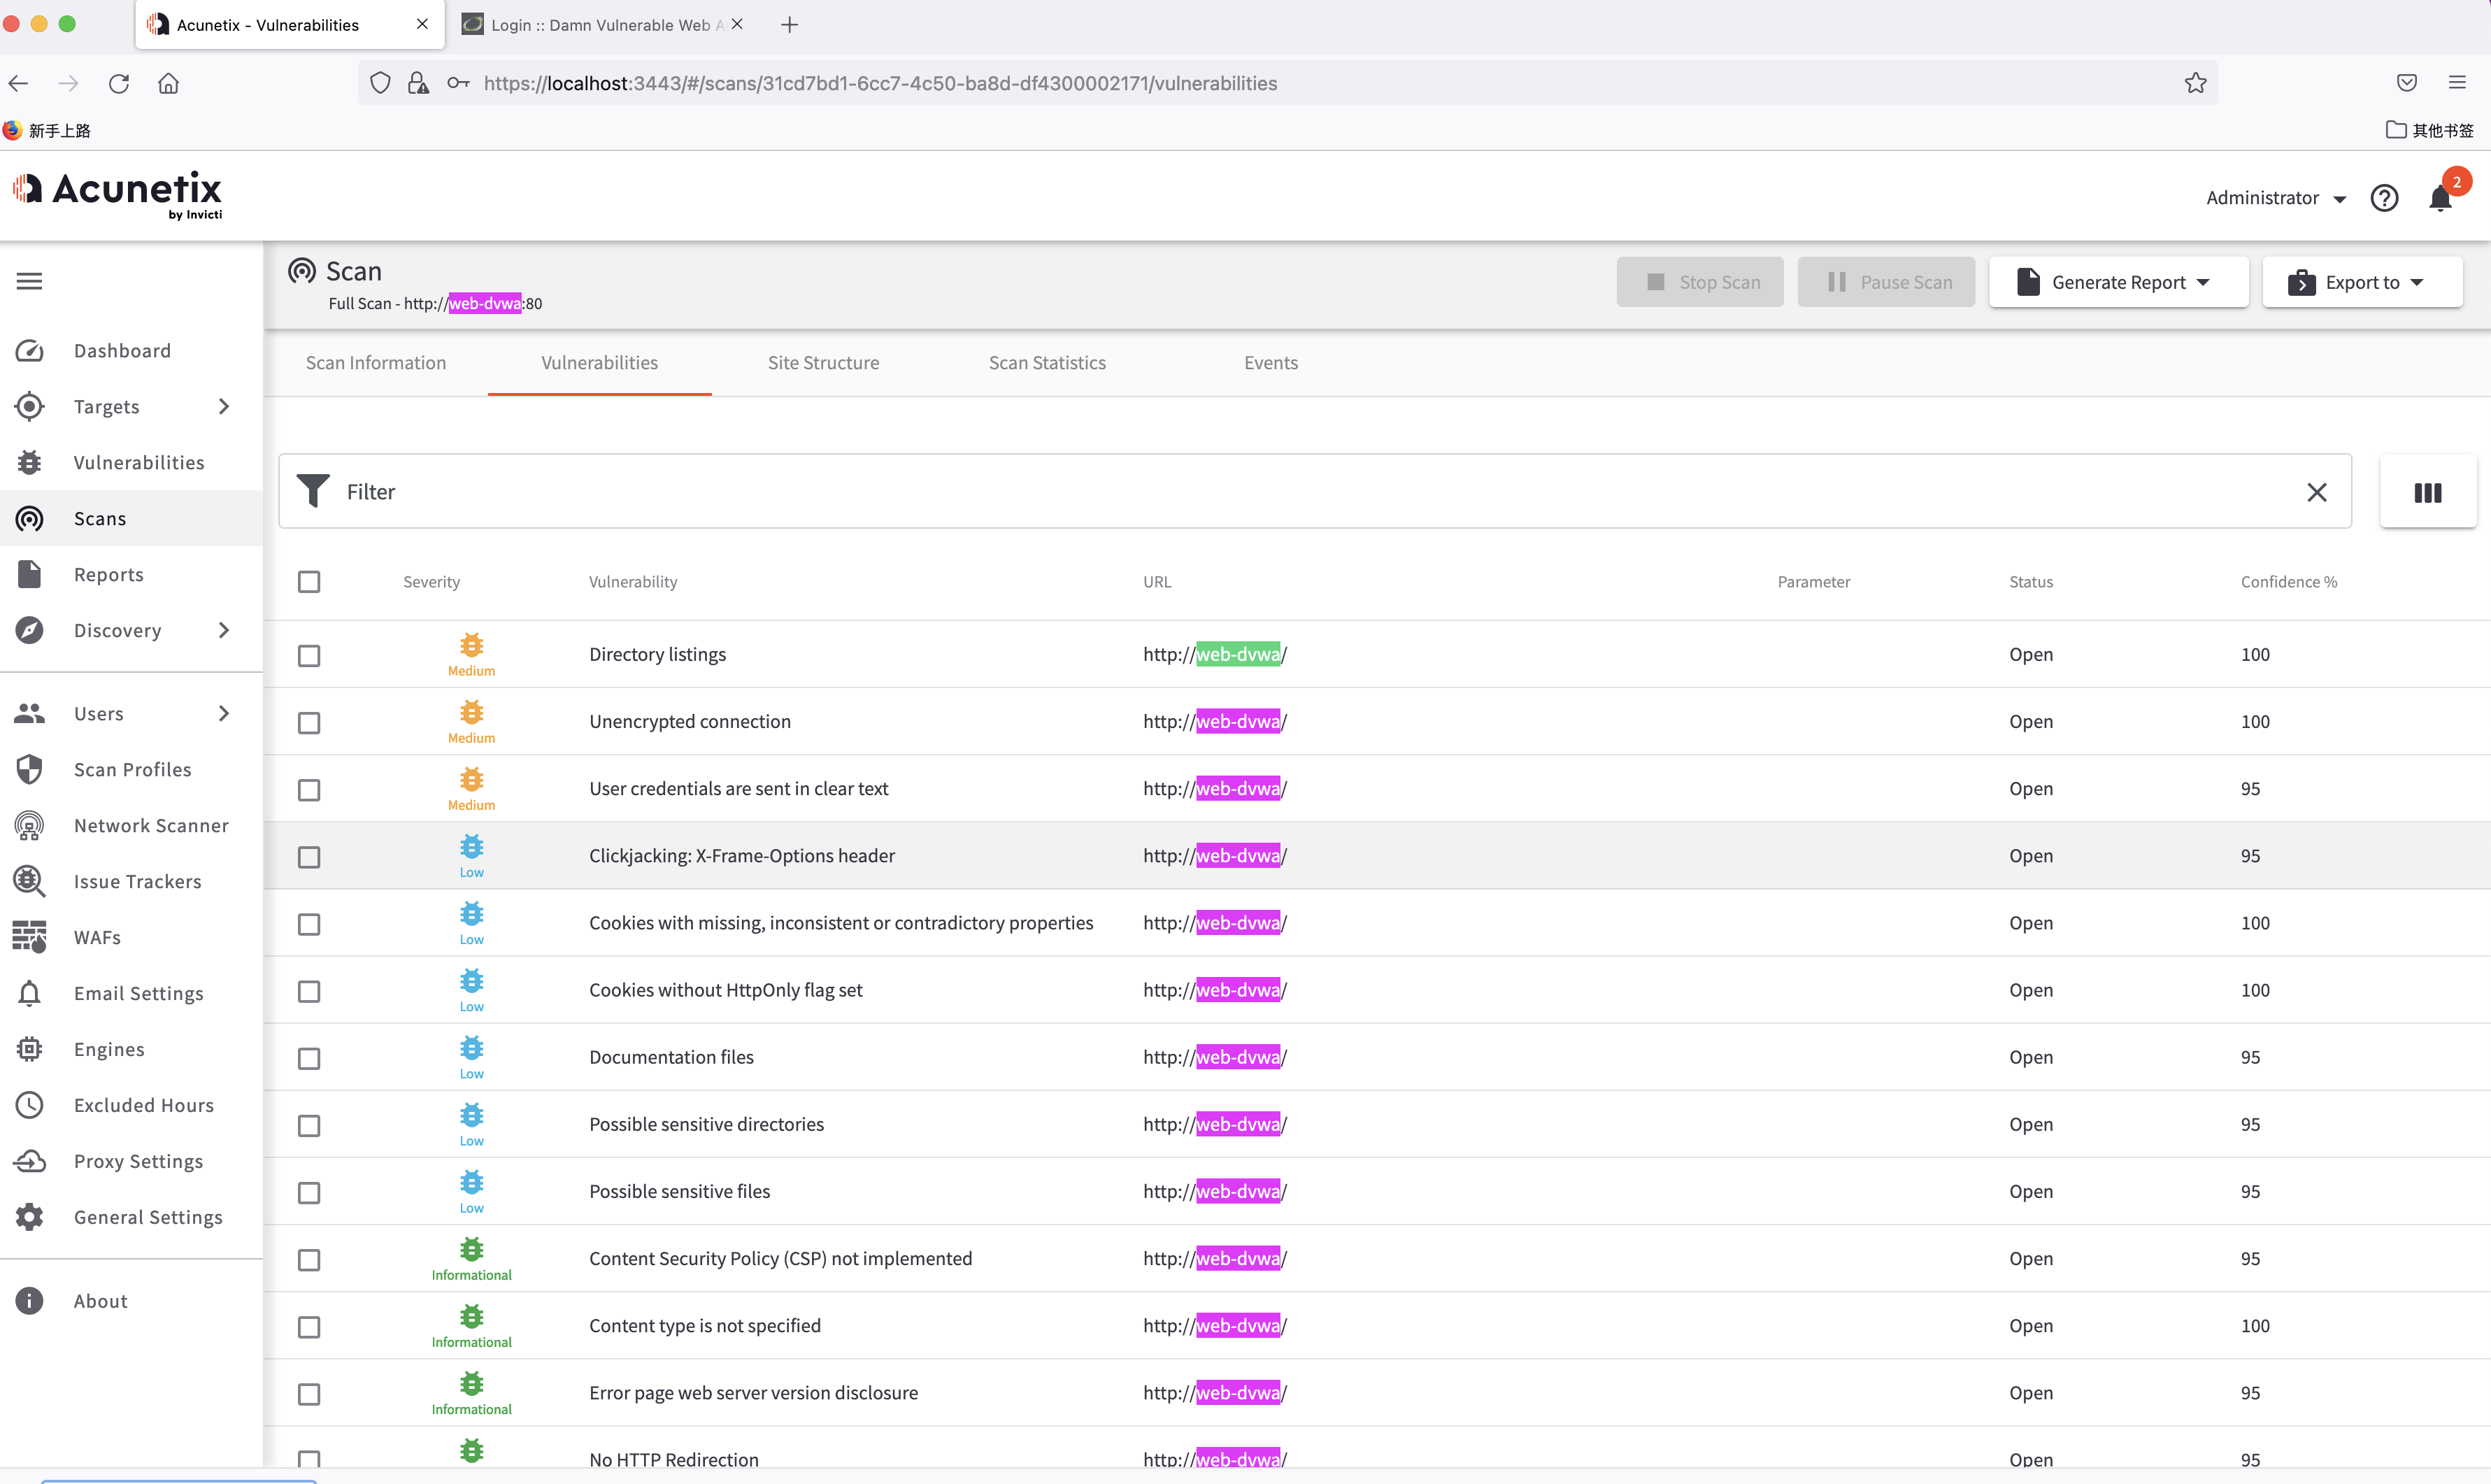 Acunetix - Vulnerabilities
Login :: Damn Vulnerable Web A
https://localhost:3443/#/scans/31cd7bd1-6cc7-4c50-ba8d-df4300002171/vulnerabilities
新手上路
其他书签
Acunetix
by Invicti
Administrator
2
Scan
Full Scan - http://web-dvwa:80
Stop Scan
Pause Scan
Generate Report
Export to
Dashboard
Targets
Vulnerabilities
Scans
Reports
Discovery
Users
Scan Profiles
Network Scanner
Issue Trackers
WAFs
Email Settings
Engines
Excluded Hours
Proxy Settings
General Settings
About
Scan Information Vulnerabilities Site Structure Scan Statistics Events
Filter
Severity Vulnerability URL Parameter Status Confidence %
Medium Directory listings http://web-dvwa/ Open 100
Medium Unencrypted connection http://web-dvwa/ Open 100
Medium User credentials are sent in clear text http://web-dvwa/ Open 95
Low Clickjacking: X-Frame-Options header http://web-dvwa/ Open 95
Low Cookies with missing, inconsistent or contradictory properties http://web-dvwa/ Open 100
Low Cookies without HttpOnly flag set http://web-dvwa/ Open 100
Low Documentation files http://web-dvwa/ Open 95
Low Possible sensitive directories http://web-dvwa/ Open 95
Low Possible sensitive files http://web-dvwa/ Open 95
Informational Content Security Policy (CSP) not implemented http://web-dvwa/ Open 95
Informational Content type is not specified http://web-dvwa/ Open 100
Informational Error page web server version disclosure http://web-dvwa/ Open 95
No HTTP Redirection http://web-dvwa/ Open 95